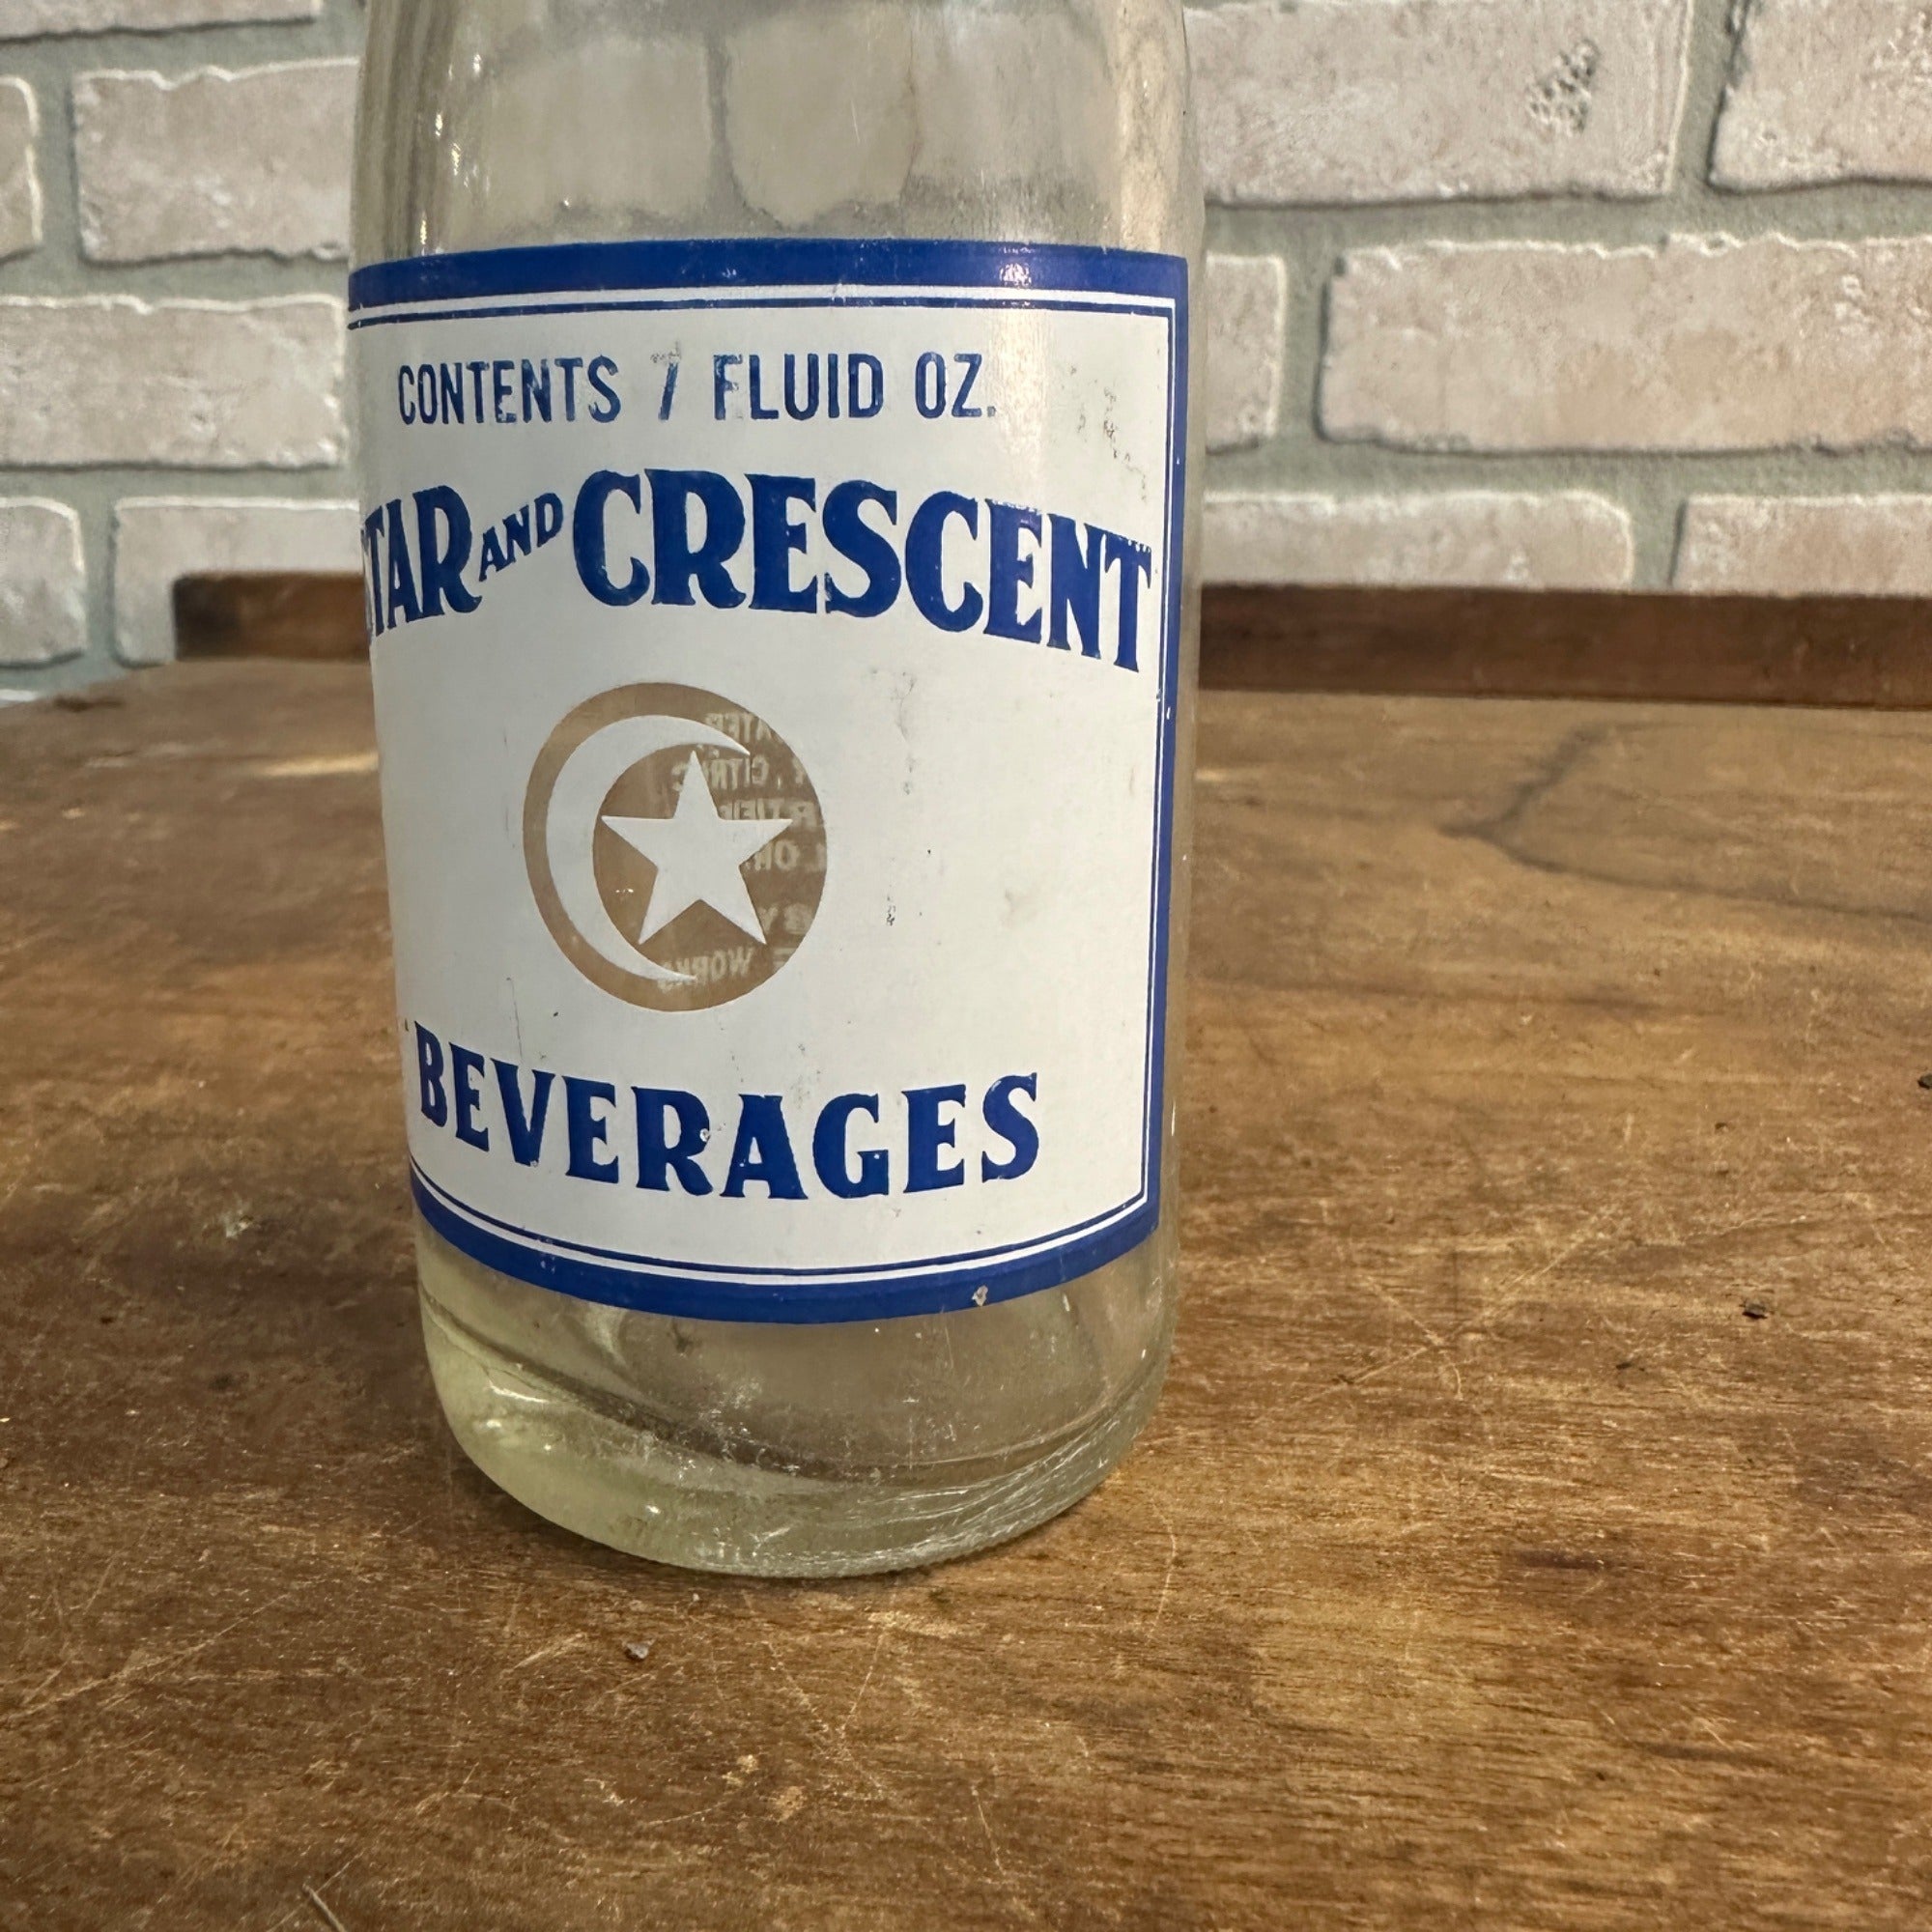 CONTENTS 7 FLUID OZ.
STAR AND CRESCENT
BEVERAGES